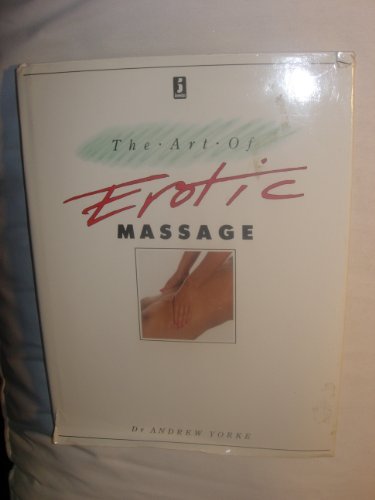 The·Art·Of
Erotic
MASSAGE
Dr ANDREW YORKE